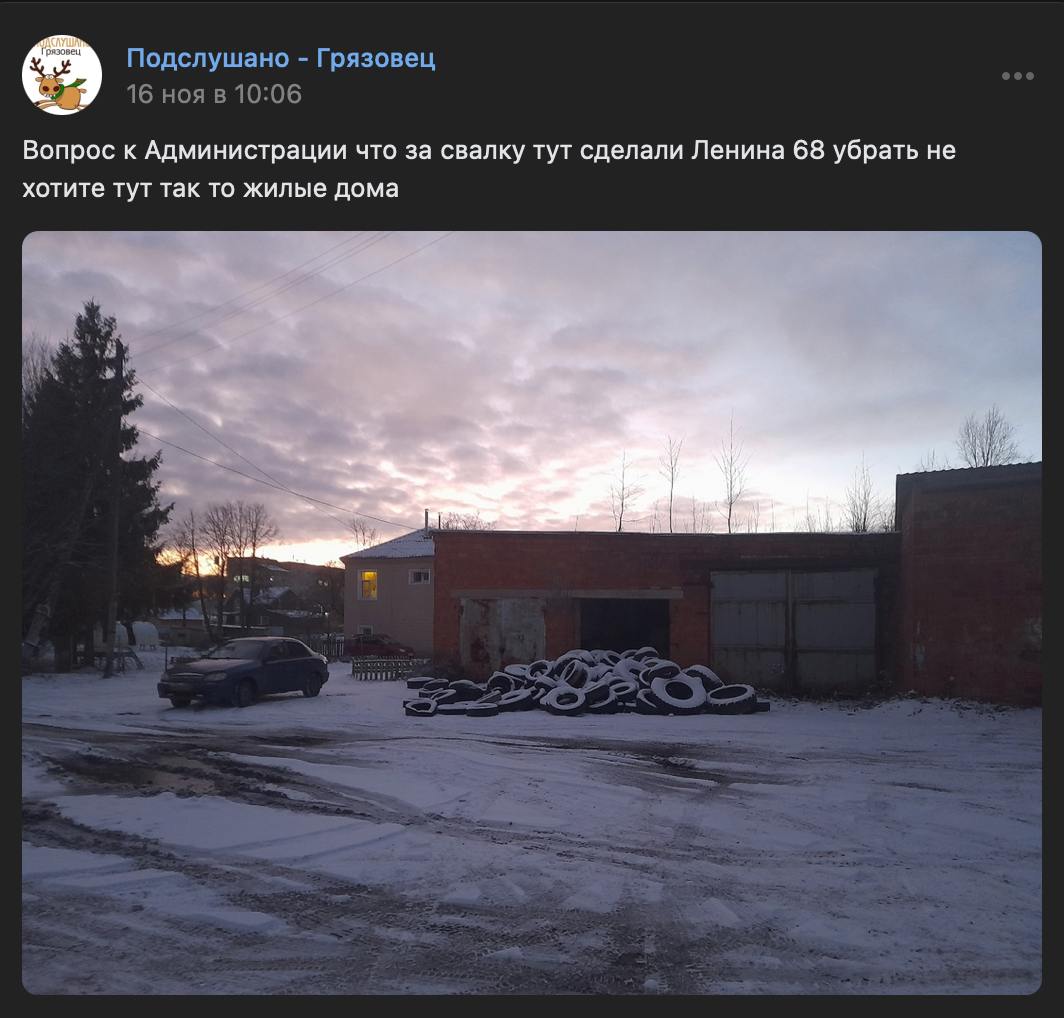 ПОДСЛУШАНО
Грязовец
Подслушано - Грязовец
16 ноя в 10:06
Вопрос к Администрации что за свалку тут сделали Ленина 68 убрать не
хотите тут так то жилые дома